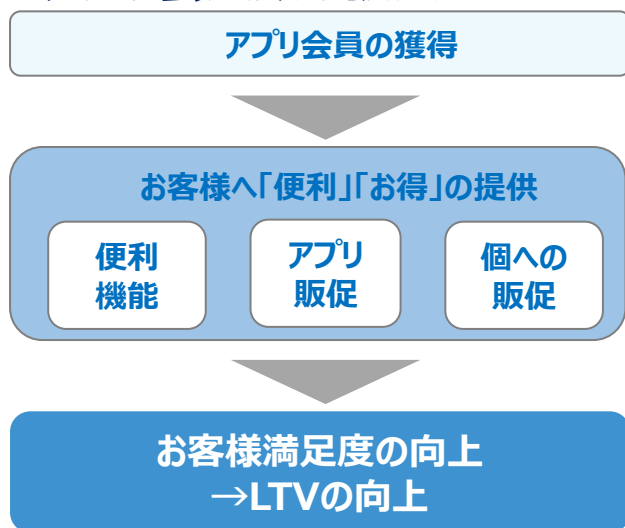 アプリ会員の獲得
お客様へ「便利」「お得」の提供
便利
機能
アプリ
販促
個への
販促
お客様満足度の向上
→LTVの向上